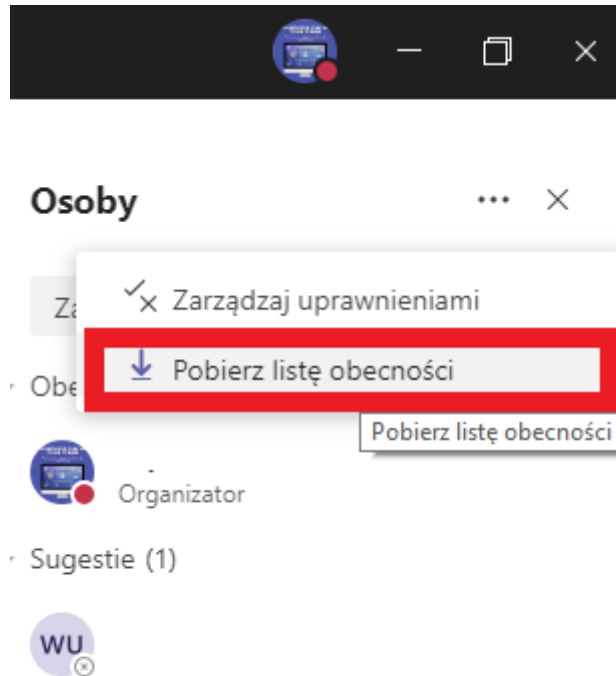 Osoby
Zarządzaj uprawnieniami
Pobierz listę obecności
Pobierz listę obecności
Organizator
Sugestie (1)
WU